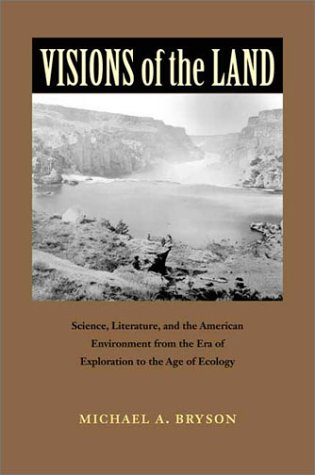 VISIONS of the LAND
Science, Literature, and the American
Environment from the Era of
Exploration to the Age of Ecology
MICHAEL A. BRYSON